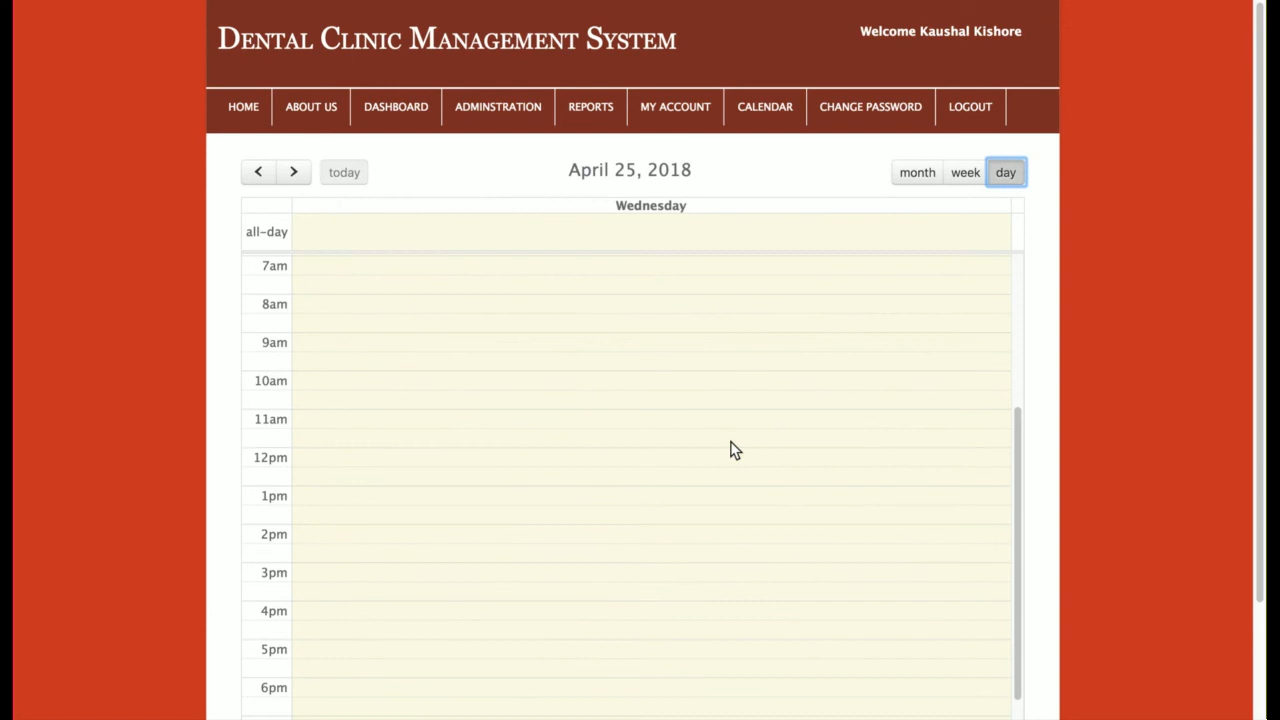 DENTAL CLINIC MANAGEMENT SYSTEM
Welcome Kaushal Kishore
HOME ABOUT US DASHBOARD ADMINSTRATION REPORTS MY ACCOUNT CALENDAR CHANGE PASSWORD LOGOUT
today April 25, 2018 month week day
Wednesday
all-day
7am
8am
9am
10am
11am
12pm
1pm
2pm
3pm
4pm
5pm
6pm